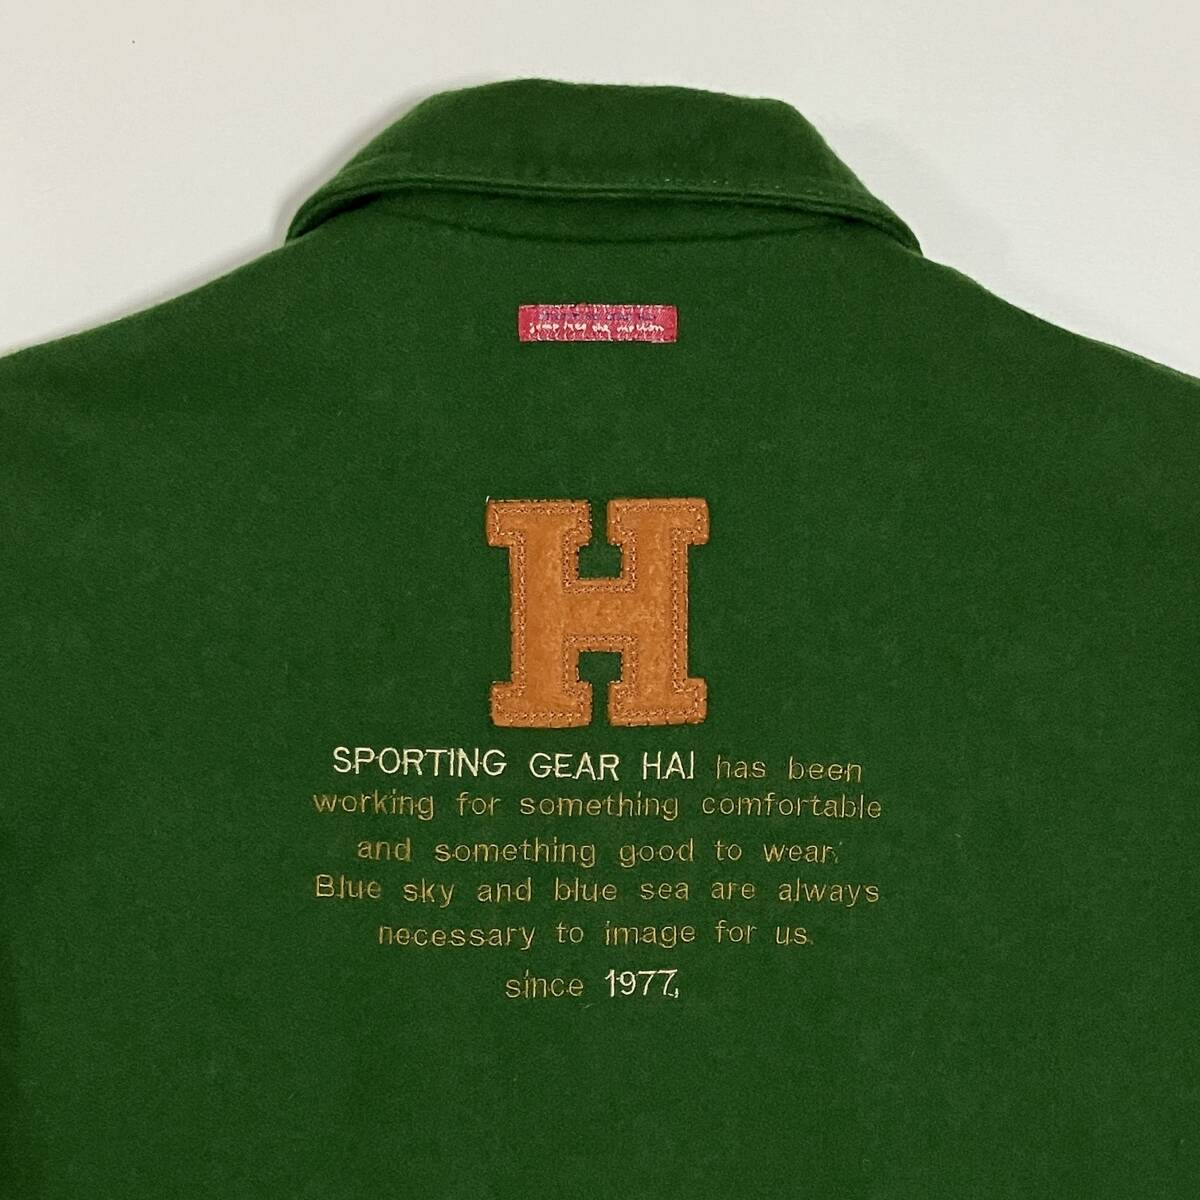 H
SPORTING GEAR HAI has been
working for something comfortable
and something good to wear.
Blue sky and blue sea are always
necessary to image for us.
since 1977,